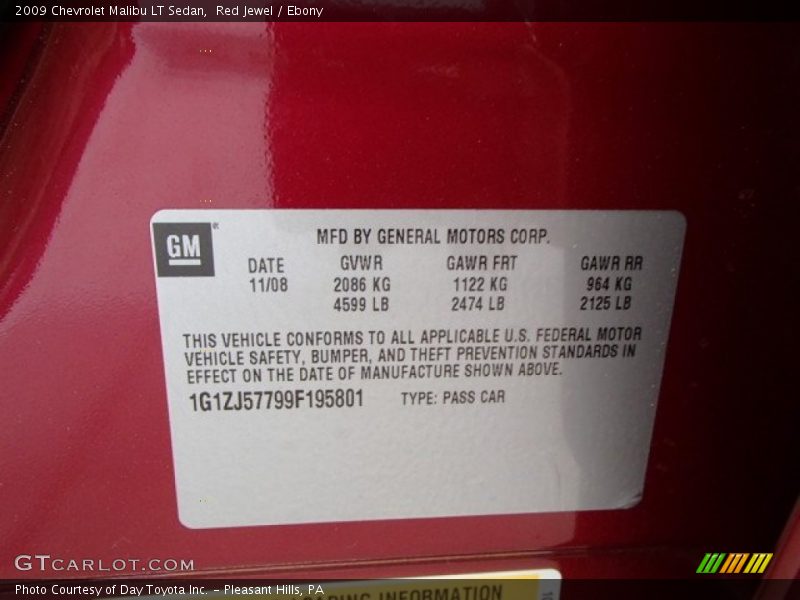 2009 Chevrolet Malibu LT Sedan,  Red Jewel / Ebony
GM
MFD BY GENERAL MOTORS CORP.
DATE GVWR GAWR FRT GAWR RR
11/08 2086 KG 1122 KG 964 KG
4599 LB 2474 LB 2125 LB
THIS VEHICLE CONFORMS TO ALL APPLICABLE U.S. FEDERAL MOTOR
VEHICLE SAFETY, BUMPER, AND THEFT PREVENTION STANDARDS IN
EFFECT ON THE DATE OF MANUFACTURE SHOWN ABOVE.
1G1ZJ57799F195801 TYPE: PASS CAR
GTCARLOT.COM
Photo Courtesy of Day Toyota Inc. - Pleasant Hills, PA
INFORMATION